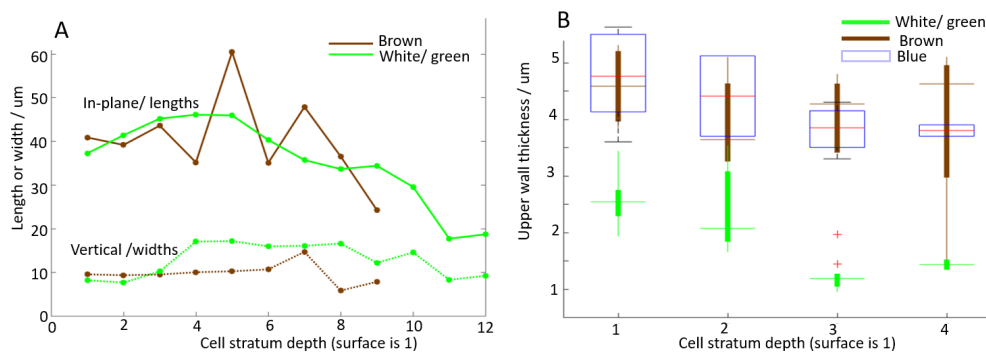 A
Brown
White/ green
In-plane/ lengths
Vertical /widths
Length or width / um
60
50
40
30
20
10
0
0
2
4
6
8
10
12
Cell stratum depth (surface is 1)
B
White/ green
Brown
Blue
Upper wall thickness / um
5
4
3
2
1
1
2
3
4
Cell stratum depth (surface is 1)